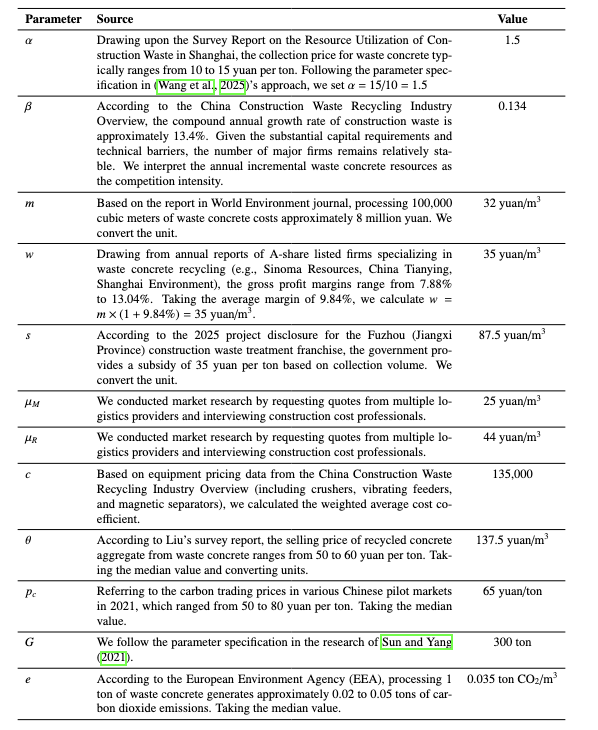 Parameter Source Value
α Drawing upon the Survey Report on the Resource Utilization of Con- 1.5
struction Waste in Shanghai, the collection price for waste concrete typ-
ically ranges from 10 to 15 yuan per ton. Following the parameter spec-
ification in (Wang et al., 2025)'s approach, we set α = 15/10 = 1.5
β According to the China Construction Waste Recycling Industry 0.134
Overview, the compound annual growth rate of construction waste is
approximately 13.4%. Given the substantial capital requirements and
technical barriers, the number of major firms remains relatively sta-
ble. We interpret the annual incremental waste concrete resources as
the competition intensity.
m Based on the report in World Environment journal, processing 100,000 32 yuan/m³
cubic meters of waste concrete costs approximately 8 million yuan. We
convert the unit.
w Drawing from annual reports of A-share listed firms specializing in 35 yuan/m³
waste concrete recycling (e.g., Sinoma Resources, China Tianying,
Shanghai Environment), the gross profit margins range from 7.88%
to 13.04%. Taking the average margin of 9.84%, we calculate w =
m × (1 + 9.84%) = 35 yuan/m³.
s According to the 2025 project disclosure for the Fuzhou (Jiangxi 87.5 yuan/m³
Province) construction waste treatment franchise, the government pro-
vides a subsidy of 35 yuan per ton based on collection volume. We
convert the unit.
μM We conducted market research by requesting quotes from multiple lo- 25 yuan/m³
gistics providers and interviewing construction cost professionals.
μR We conducted market research by requesting quotes from multiple lo- 44 yuan/m³
gistics providers and interviewing construction cost professionals.
c Based on equipment pricing data from the China Construction Waste 135,000
Recycling Industry Overview (including crushers, vibrating feeders,
and magnetic separators), we calculated the weighted average cost co-
efficient.
θ According to Liu's survey report, the selling price of recycled concrete 137.5 yuan/m³
aggregate from waste concrete ranges from 50 to 60 yuan per ton. Tak-
ing the median value and converting units.
pc Referring to the carbon trading prices in various Chinese pilot markets 65 yuan/ton
in 2021, which ranged from 50 to 80 yuan per ton. Taking the median
value.
G We follow the parameter specification in the research of Sun and Yang 300 ton
(2021).
e According to the European Environment Agency (EEA), processing 1 0.035 ton CO₂/m³
ton of waste concrete generates approximately 0.02 to 0.05 tons of car-
bon dioxide emissions. Taking the median value.